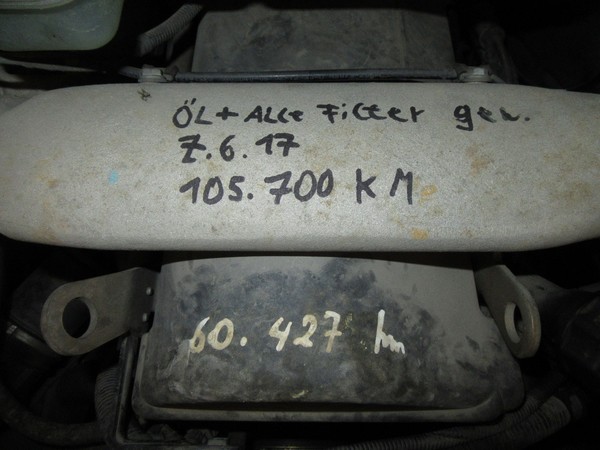 ÖL + ALLE Filter gew.
7.6.17
105.700 KM
60.427 km